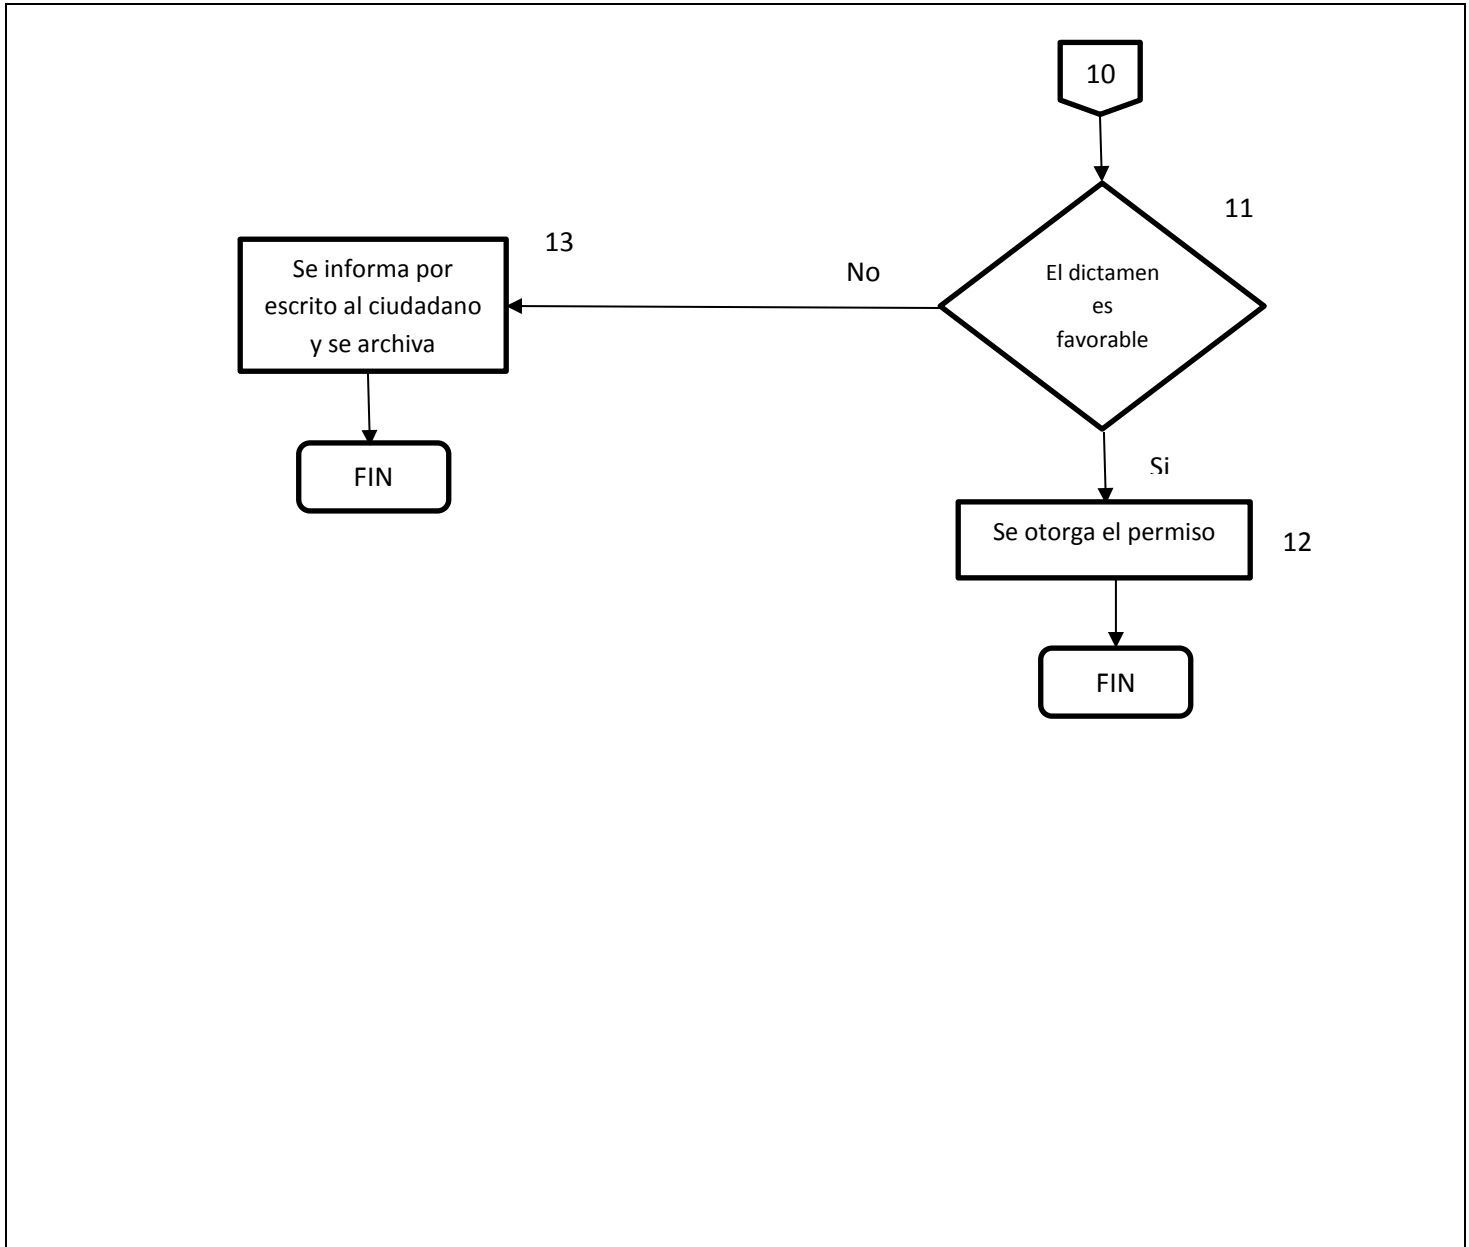 10
11
El dictamen
es
favorable
No
13
Se informa por
escrito al ciudadano
y se archiva
FIN
Si
Se otorga el permiso
12
FIN